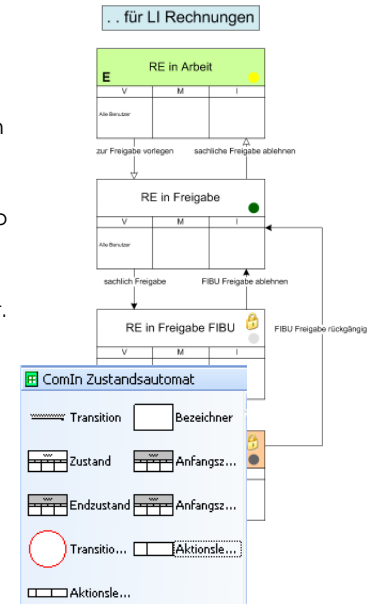 . . für LI Rechnungen
RE in Arbeit
E
V M I
Alle Benutzer
zur Freigabe vorlegen sachliche Freigabe ablehnen
n
RE in Freigabe
V M I
o
Alle Benutzer
sachlich Freigabe FIBU Freigabe ablehnen
r.
RE in Freigabe FIBU
FIBU Freigabe rückgängig
V M I
ComIn Zustandsautomat
Transition Bezeichner
Zustand Anfangsz...
Endzustand Anfangsz...
Transitio... Aktionsle...
Aktionsle...